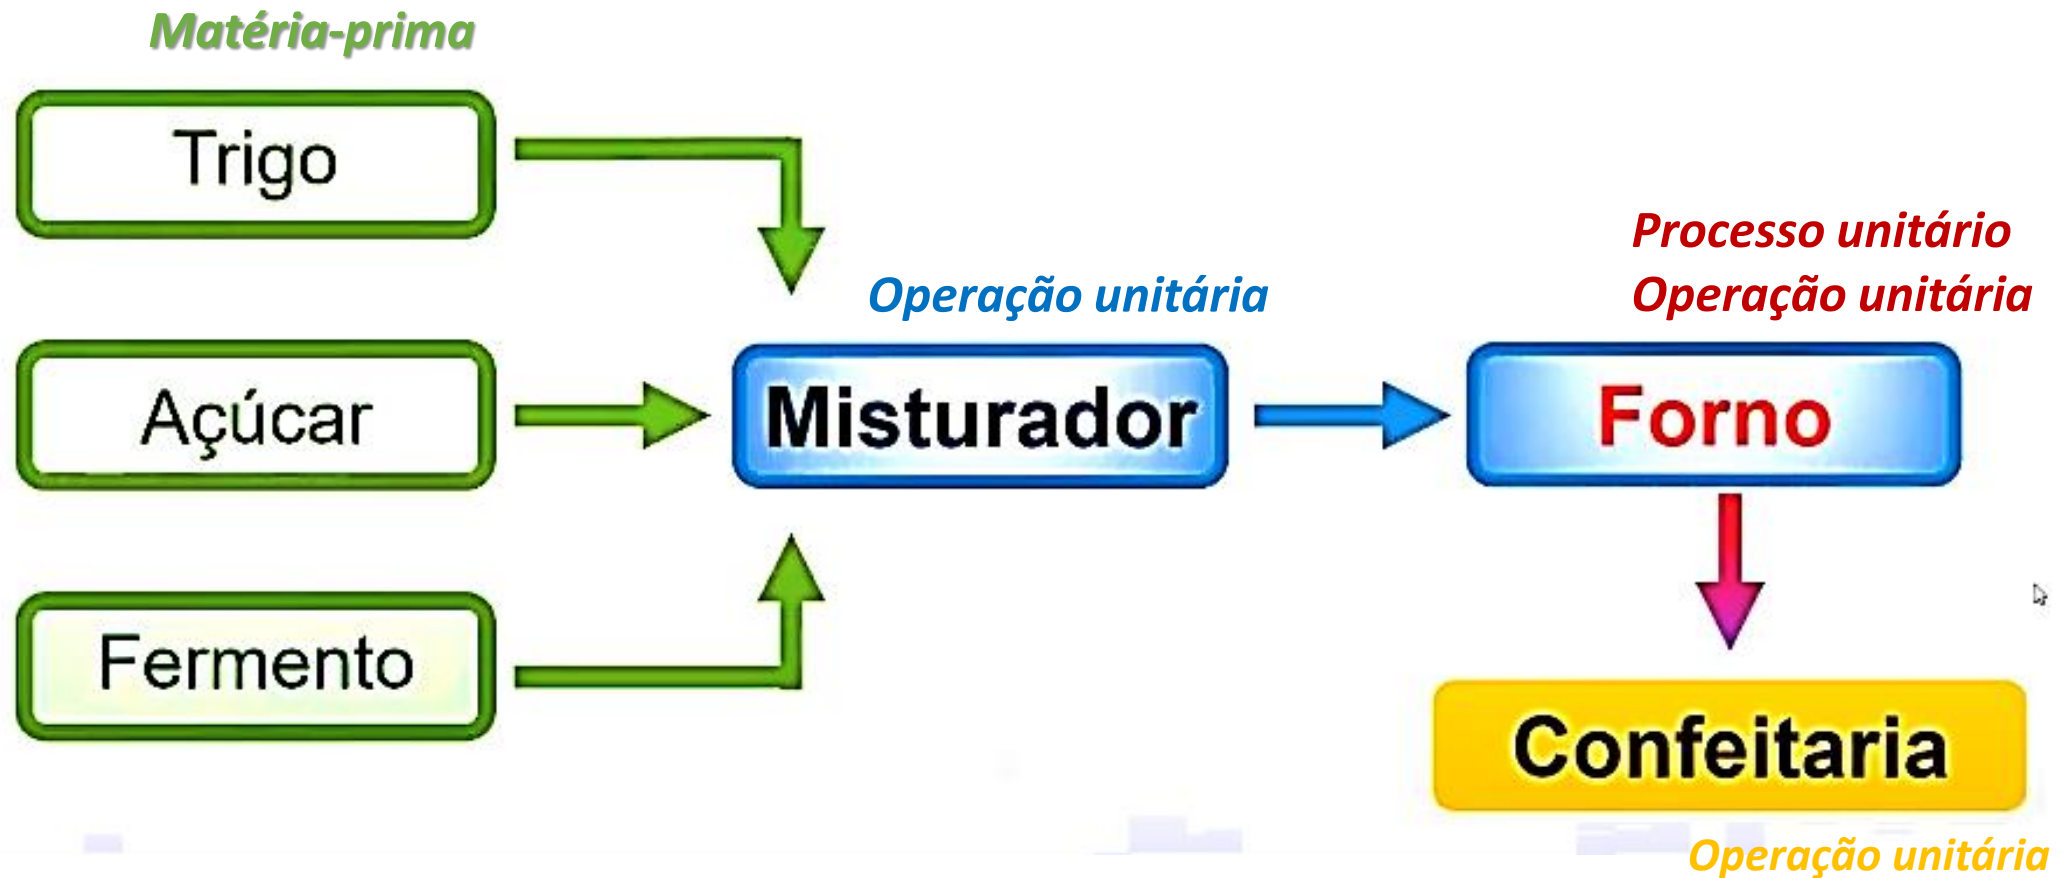 Matéria-prima
Trigo
Açúcar
Fermento
Operação unitária
Misturador
Processo unitário
Operação unitária
Forno
Confeitaria
Operação unitária